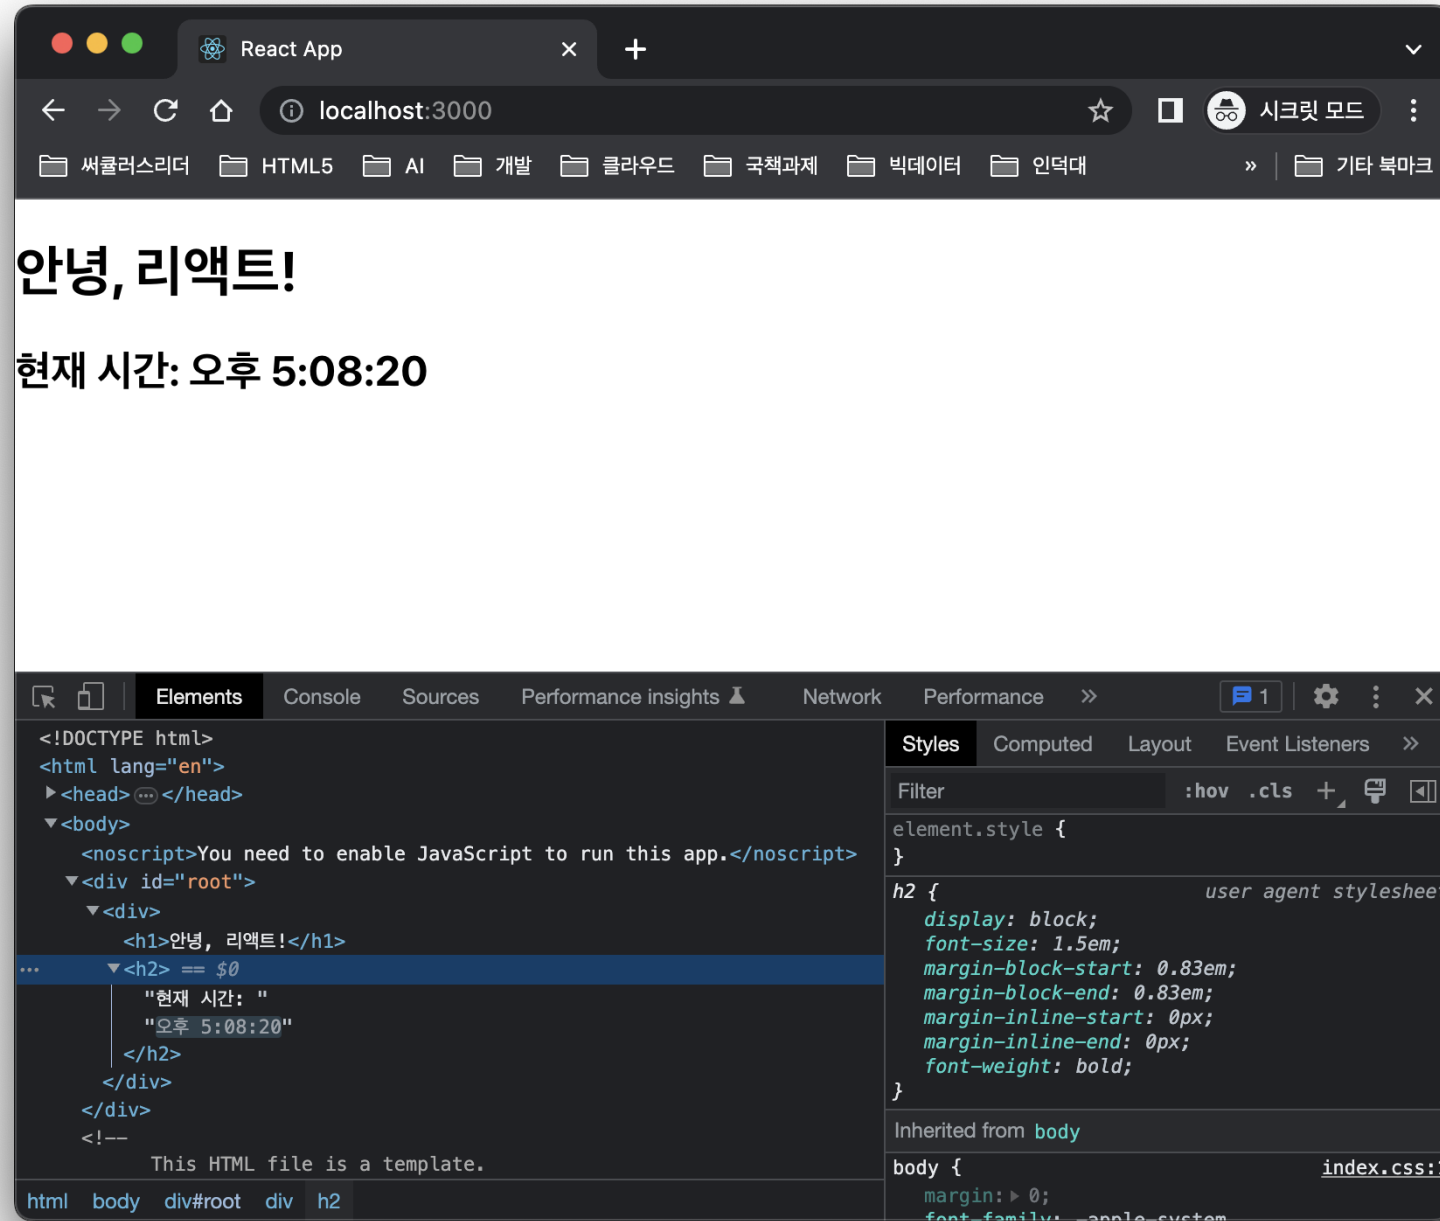 React App
localhost:3000
시크릿 모드
써큘러스리더 HTML5 AI 개발 클라우드 국책과제 빅데이터 인덕대 » 기타 북마크
안녕, 리액트!
현재 시간: 오후 5:08:20
Elements Console Sources Performance insights Network Performance » 1
<!DOCTYPE html>
<html lang="en">
<head>…</head>
<body>
<noscript>You need to enable JavaScript to run this app.</noscript>
<div id="root">
<div>
<h1>안녕, 리액트!</h1>
<h2> == $0
"현재 시간: "
"오후 5:08:20"
</h2>
</div>
</div>
<!--
This HTML file is a template.
html body div#root div h2
Styles Computed Layout Event Listeners »
Filter :hov .cls +
element.style {
}
h2 { user agent stylesheet
display: block;
font-size: 1.5em;
margin-block-start: 0.83em;
margin-block-end: 0.83em;
margin-inline-start: 0px;
margin-inline-end: 0px;
font-weight: bold;
}
Inherited from body
body { index.css:1
margin: 0;
font-family: -apple-system